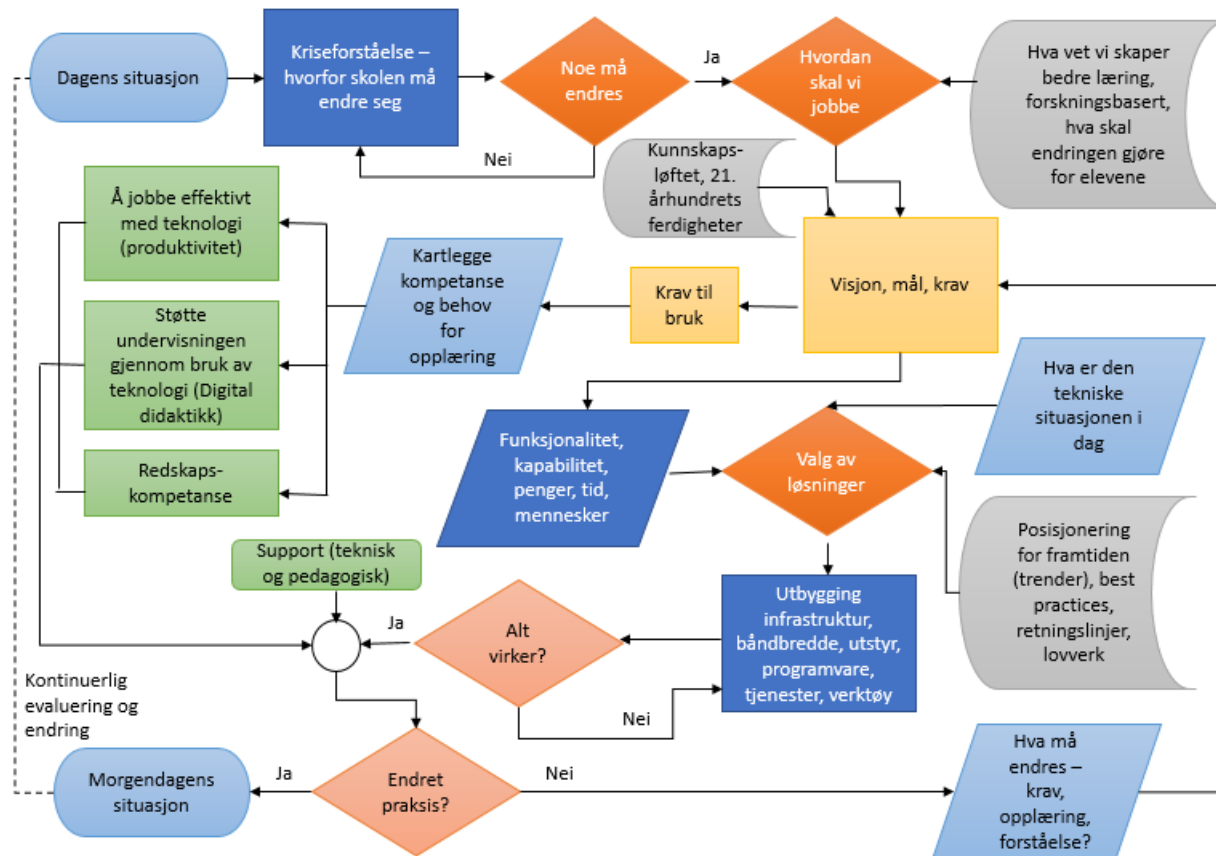 Dagens situasjon
Kriseforståelse –
hvorfor skolen må
endre seg
Noe må
endres
Ja
Hvordan
skal vi
jobbe
Hva vet vi skaper
bedre læring,
forskningsbasert,
hva skal
endringen gjøre
for elevene
Nei
Kunnskaps-
løftet, 21.
århundrets
ferdigheter
Å jobbe effektivt
med teknologi
(produktivitet)
Kartlegge
kompetanse
og behov
for
opplæring
Krav til
bruk
Visjon, mål, krav
Støtte
undervisningen
gjennom bruk av
teknologi (Digital
didaktikk)
Hva er den
tekniske
situasjonen i
dag
Redskaps-
kompetanse
Funksjonalitet,
kapabilitet,
penger, tid,
mennesker
Valg av
løsninger
Posisjonering
for framtiden
(trender), best
practices,
retningslinjer,
lovverk
Support (teknisk
og pedagogisk)
Utbygging
infrastruktur,
båndbredde, utstyr,
programvare,
tjenester, verktøy
Ja
Alt
virker?
Nei
Kontinuerlig
evaluering og
endring
Morgendagens
situasjon
Ja
Endret
praksis?
Nei
Hva må
endres –
krav,
opplæring,
forståelse?